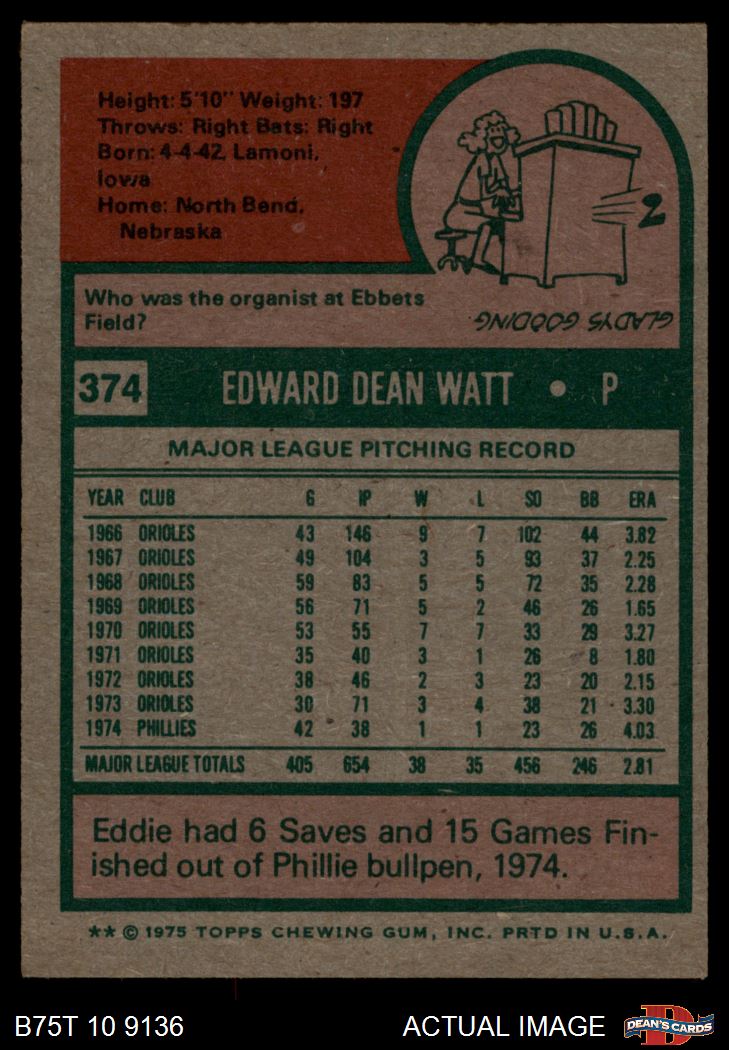 Height: 5'10" Weight: 197
Throws: Right Bats: Right
Born: 4-4-42, Lamoni,
Iowa
Home: North Bend,
Nebraska
Z
Who was the organist at Ebbets
Field?
GLADYS GOODING
374 EDWARD DEAN WATT • P
MAJOR LEAGUE PITCHING RECORD
YEAR CLUB G IP W L SO BB ERA
1966 ORIOLES 43 146 9 7 102 44 3.82
1967 ORIOLES 49 104 3 5 93 37 2.25
1968 ORIOLES 59 83 5 5 72 35 2.28
1969 ORIOLES 56 71 5 2 46 26 1.65
1970 ORIOLES 53 55 7 7 33 29 3.27
1971 ORIOLES 35 40 3 1 26 8 1.80
1972 ORIOLES 38 46 2 3 23 20 2.15
1973 ORIOLES 30 71 3 4 38 21 3.30
1974 PHILLIES 42 38 1 1 23 26 4.03
MAJOR LEAGUE TOTALS 405 654 38 35 456 246 2.81
Eddie had 6 Saves and 15 Games Fin-
ished out of Phillie bullpen, 1974.
** © 1975 TOPPS CHEWING GUM, INC. PRTD IN U.S.A.
B75T 10 9136 ACTUAL IMAGE D DEAN'S CARDS